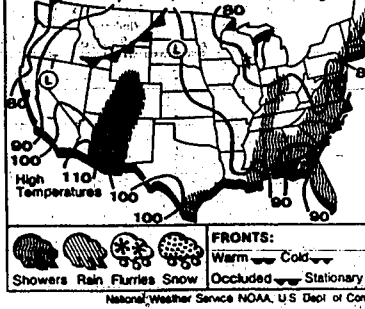 80
L
L
80
90
100
110
High
Temperatures
100
100
90
90
Showers Rain Flurries Snow
FRONTS:
Warm Cold
Occluded Stationary
National Weather Service NOAA, U.S. Dept of Com